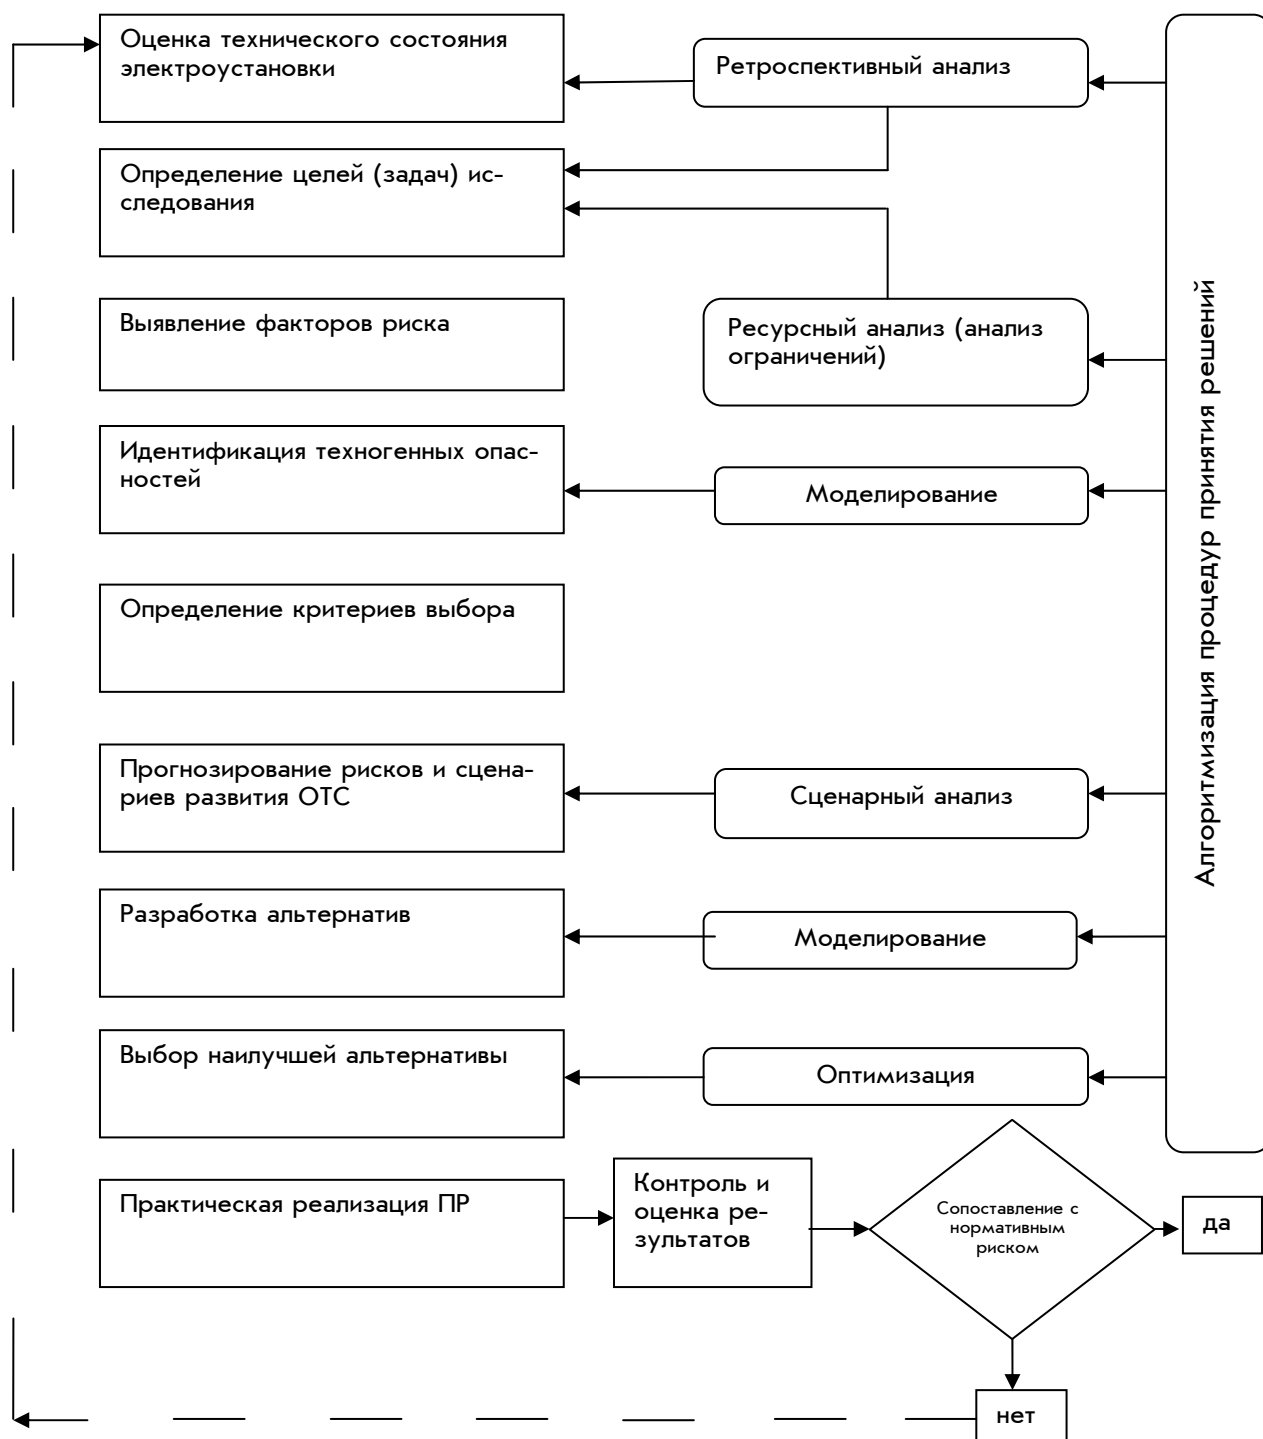 Оценка технического состояния
электроустановки
Ретроспективный анализ
Определение целей (задач) ис-
следования
Выявление факторов риска
Ресурсный анализ (анализ
ограничений)
Идентификация техногенных опас-
ностей
Моделирование
Определение критериев выбора
Прогнозирование рисков и сцена-
риев развития ОТС
Сценарный анализ
Разработка альтернатив
Моделирование
Выбор наилучшей альтернативы
Оптимизация
Алгоритмизация процедур принятия решений
Практическая реализация ПР
Контроль и
оценка ре-
зультатов
Сопоставление с
нормативным
риском
да
нет